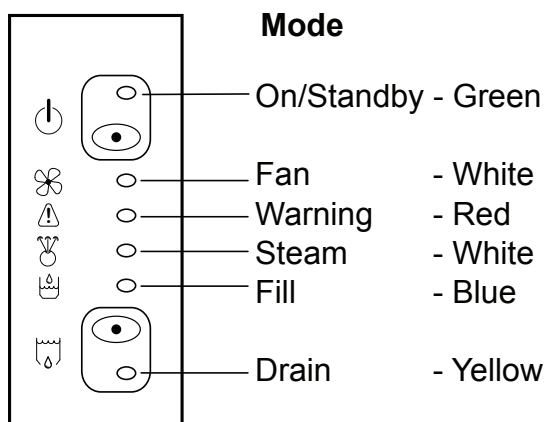 Mode
On/Standby - Green
Fan - White
Warning - Red
Steam - White
Fill - Blue
Drain - Yellow